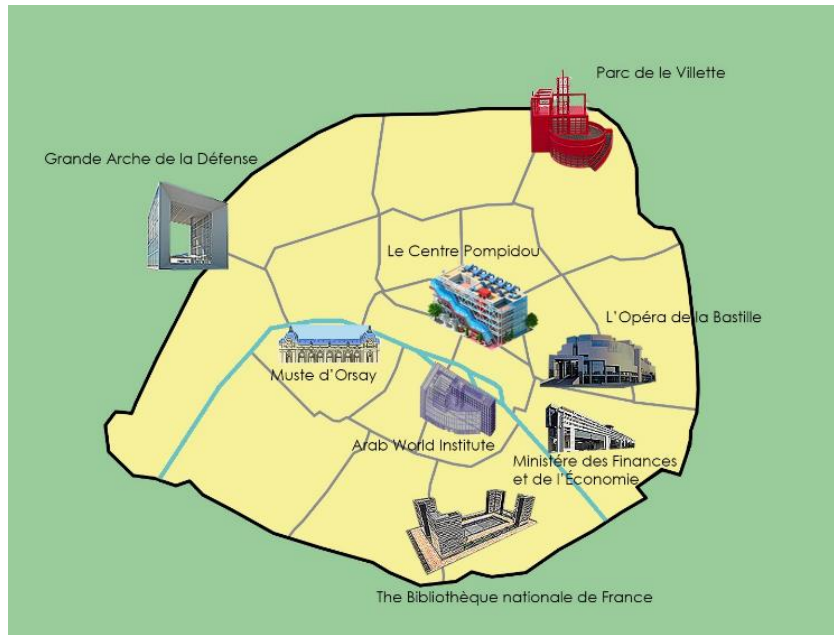 Parc de le Villette
Grande Arche de la Défense
Le Centre Pompidou
L'Opéra de la Bastille
Muste d'Orsay
Arab World Institute
Ministére des Finances
et de l'Économie
The Bibliothèque nationale de France